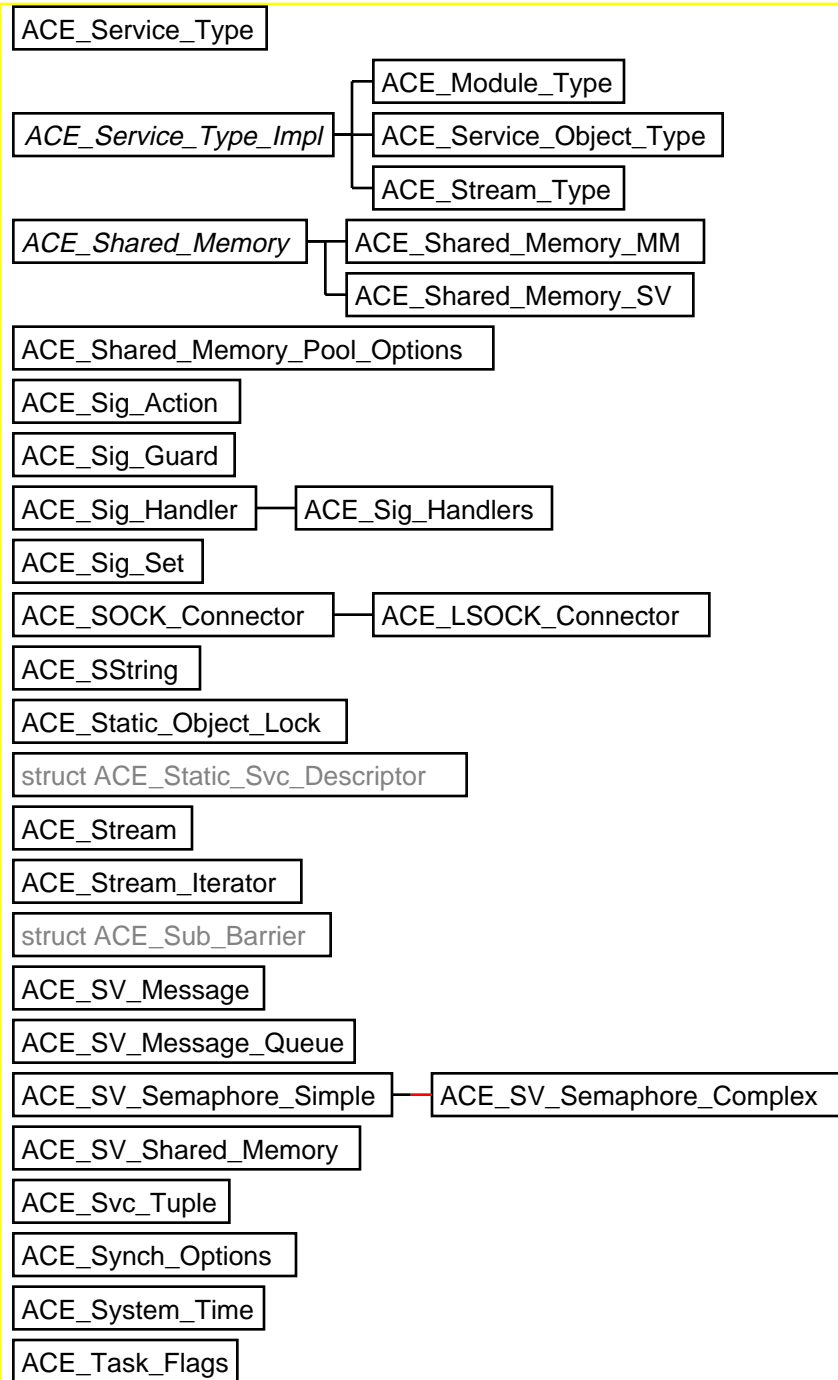 ACE_Service_Type
ACE_Module_Type
ACE_Service_Type_Impl
ACE_Service_Object_Type
ACE_Stream_Type
ACE_Shared_Memory
ACE_Shared_Memory_MM
ACE_Shared_Memory_SV
ACE_Shared_Memory_Pool_Options
ACE_Sig_Action
ACE_Sig_Guard
ACE_Sig_Handler
ACE_Sig_Handlers
ACE_Sig_Set
ACE_SOCK_Connector
ACE_LSOCK_Connector
ACE_SString
ACE_Static_Object_Lock
struct ACE_Static_Svc_Descriptor
ACE_Stream
ACE_Stream_Iterator
struct ACE_Sub_Barrier
ACE_SV_Message
ACE_SV_Message_Queue
ACE_SV_Semaphore_Simple
ACE_SV_Semaphore_Complex
ACE_SV_Shared_Memory
ACE_Svc_Tuple
ACE_Synch_Options
ACE_System_Time
ACE_Task_Flags